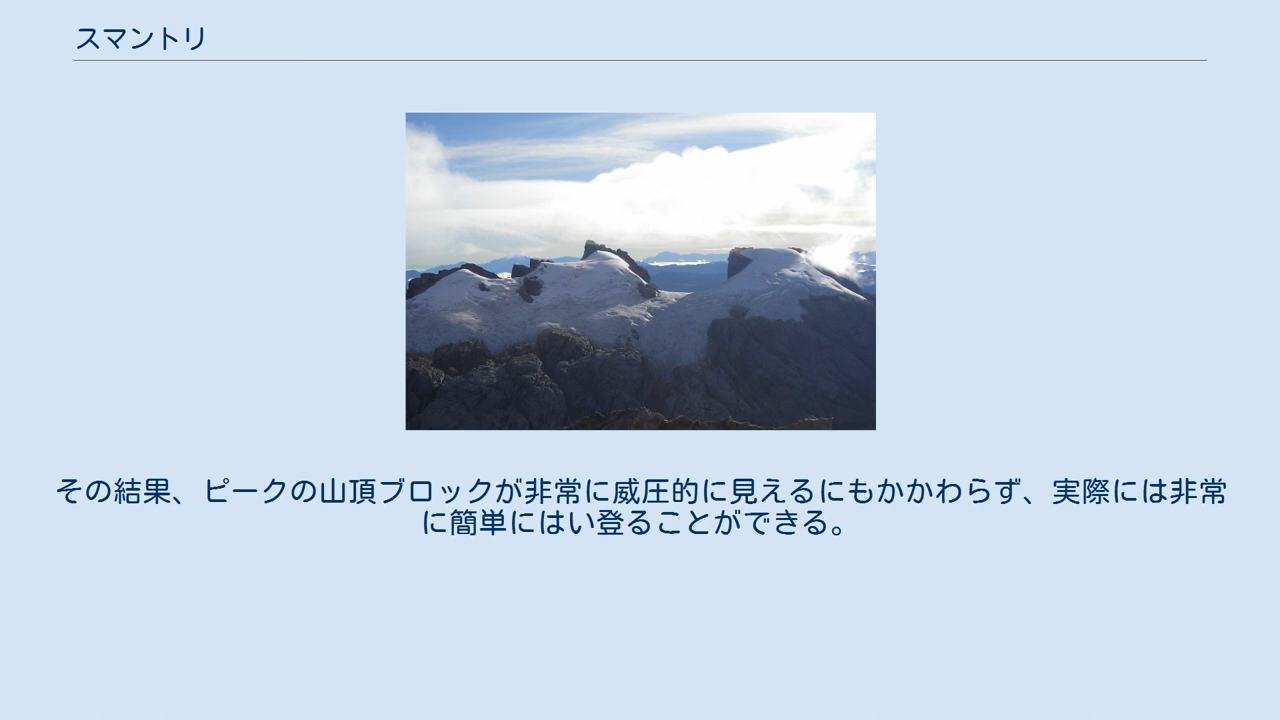 スマントリ
その結果、ピークの山頂ブロックが非常に威圧的に見えるにもかかわらず、実際には非常
に簡単にはい登ることができる。